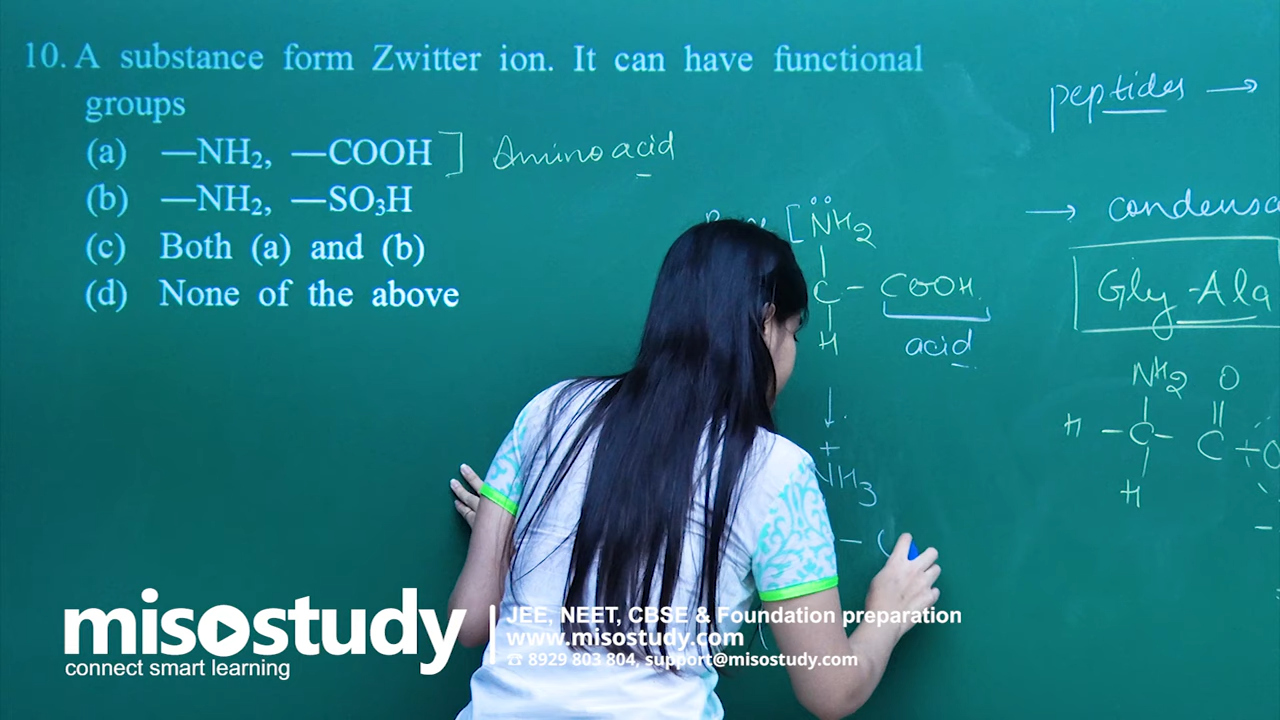 10. A substance form Zwitter ion. It can have functional
groups
(a) —NH₂, —COOH ] Amino acid
(b) —NH₂, —SO₃H
(c) Both (a) and (b)
(d) None of the above
peptides →
→ condensa
Gly-Ala
[ N̈H₂
C - COOH
H
acid
↓
+
NH₃
- C
NH₂ O
H - C - C + O
H
misostudy
connect smart learning
JEE, NEET, CBSE & Foundation preparation
www.misostudy.com
☎ 8929 803 804, support@misostudy.com